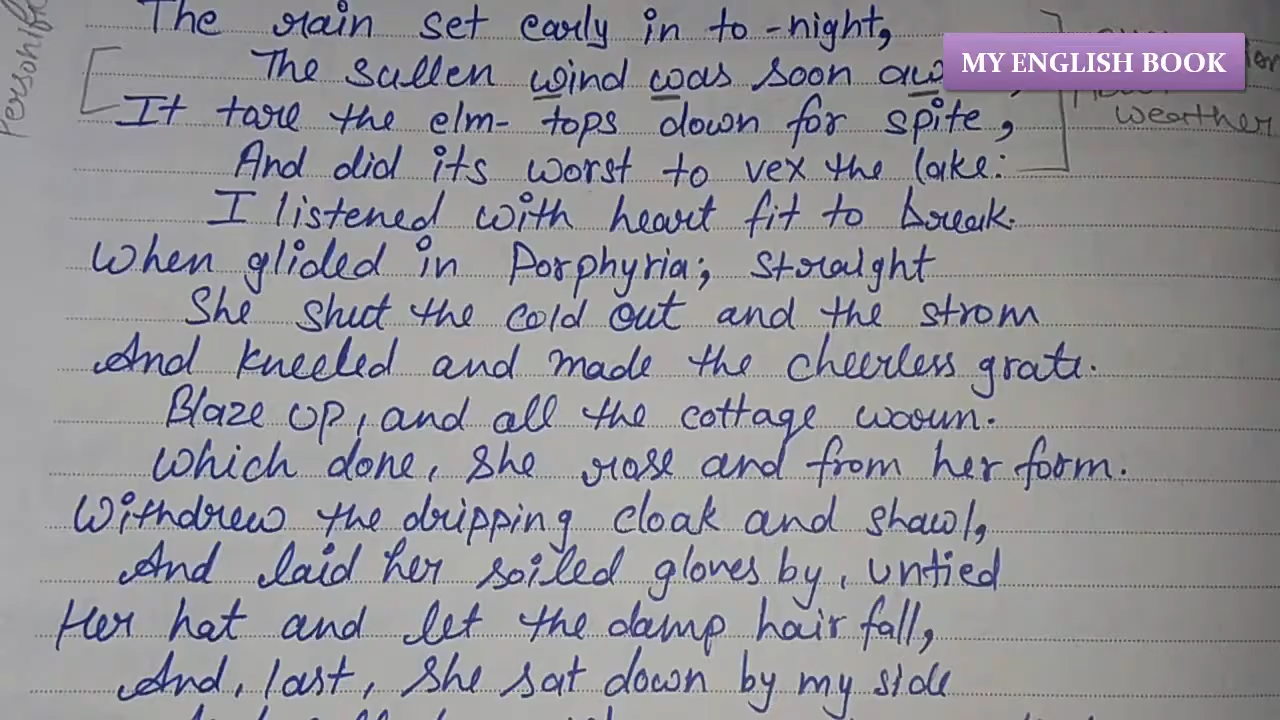 The rain set early in to-night,
The sullen wind was soon
MY ENGLISH BOOK
It tare the elm- tops down for spite,
weather
And did its worst to vex the lake:
I listened with heart fit to break.
When glided in Porphyria; straight
She shut the cold out and the strom
And kneeled and made the cheerless grate.
Blaze up, and all the cottage warm.
Which done, she rose and from her form.
Withdrew the dripping cloak and shawl,
And laid her soiled gloves by, untied
Her hat and let the damp hair fall,
And, last, she sat down by my side